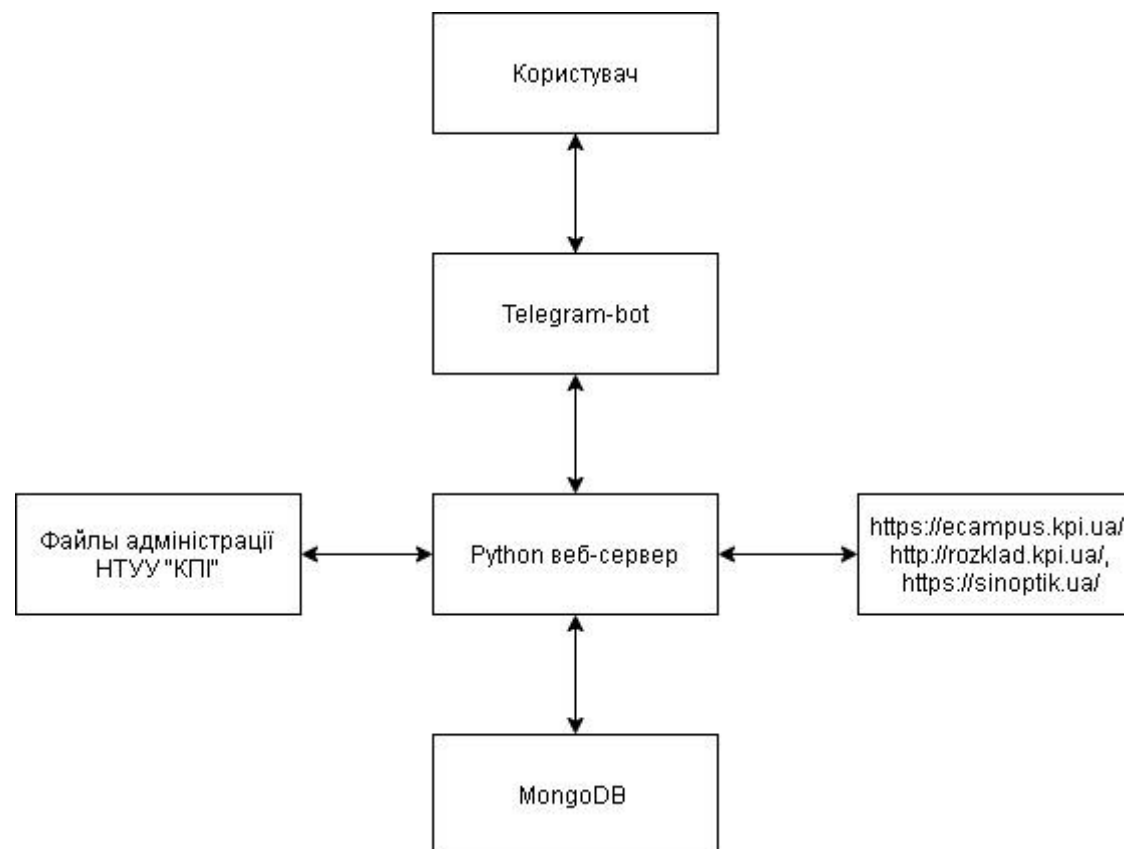 Користувач
Telegram-bot
Файлы адміністрації
НТУУ "КПІ"
Python веб-сервер
https://ecampus.kpi.ua/
http://rozklad.kpi.ua/,
https://sinoptik.ua/
MongoDB